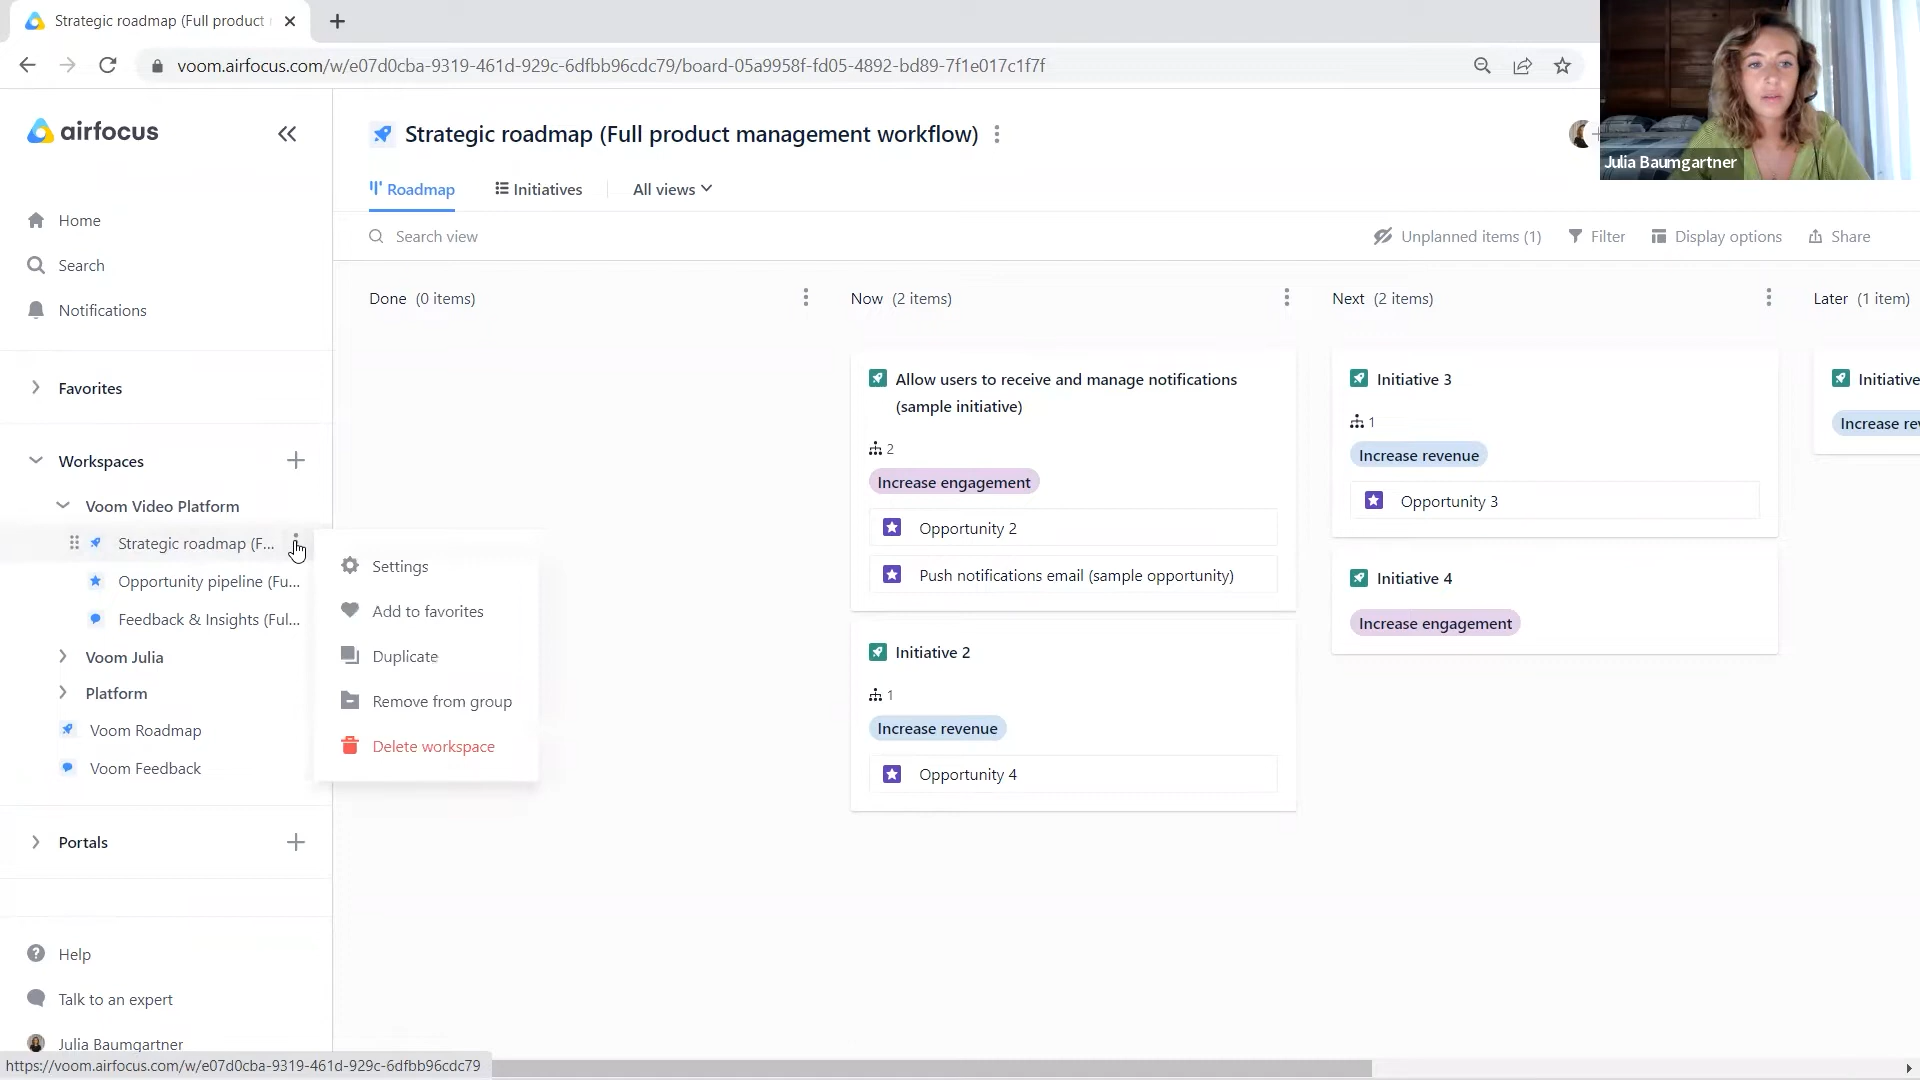 Strategic roadmap (Full product
voom.airfocus.com/w/e07d0cba-9319-461d-929c-6dfbb96cdc79/board-05a9958f-fd05-4892-bd89-7f1e017c1f7f
Julia Baumgartner
airfocus
Home
Search
Notifications
Favorites
Workspaces
Voom Video Platform
Strategic roadmap (F...
Opportunity pipeline (Fu...
Feedback & Insights (Ful...
Voom Julia
Platform
Voom Roadmap
Voom Feedback
Portals
Help
Talk to an expert
Julia Baumgartner
https://voom.airfocus.com/w/e07d0cba-9319-461d-929c-6dfbb96cdc79
Settings
Add to favorites
Duplicate
Remove from group
Delete workspace
Strategic roadmap (Full product management workflow)
Roadmap
Initiatives
All views
Search view
Unplanned items (1)
Filter
Display options
Share
Done (0 items)
Now (2 items)
Allow users to receive and manage notifications
(sample initiative)
2
Increase engagement
Opportunity 2
Push notifications email (sample opportunity)
Initiative 2
1
Increase revenue
Opportunity 4
Next (2 items)
Initiative 3
1
Increase revenue
Opportunity 3
Initiative 4
Increase engagement
Later (1 item)
Initiative
Increase rev